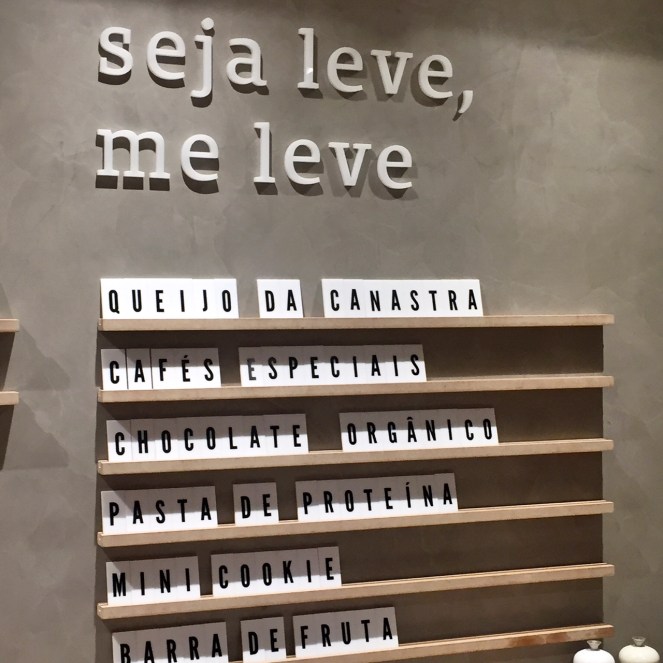 seja leve,
me leve
QUEIJO DA CANASTRA
CAFÉS ESPECIAIS
CHOCOLATE ORGÂNICO
PASTA DE PROTEÍNA
MINI COOKIE
BARRA DE FRUTA